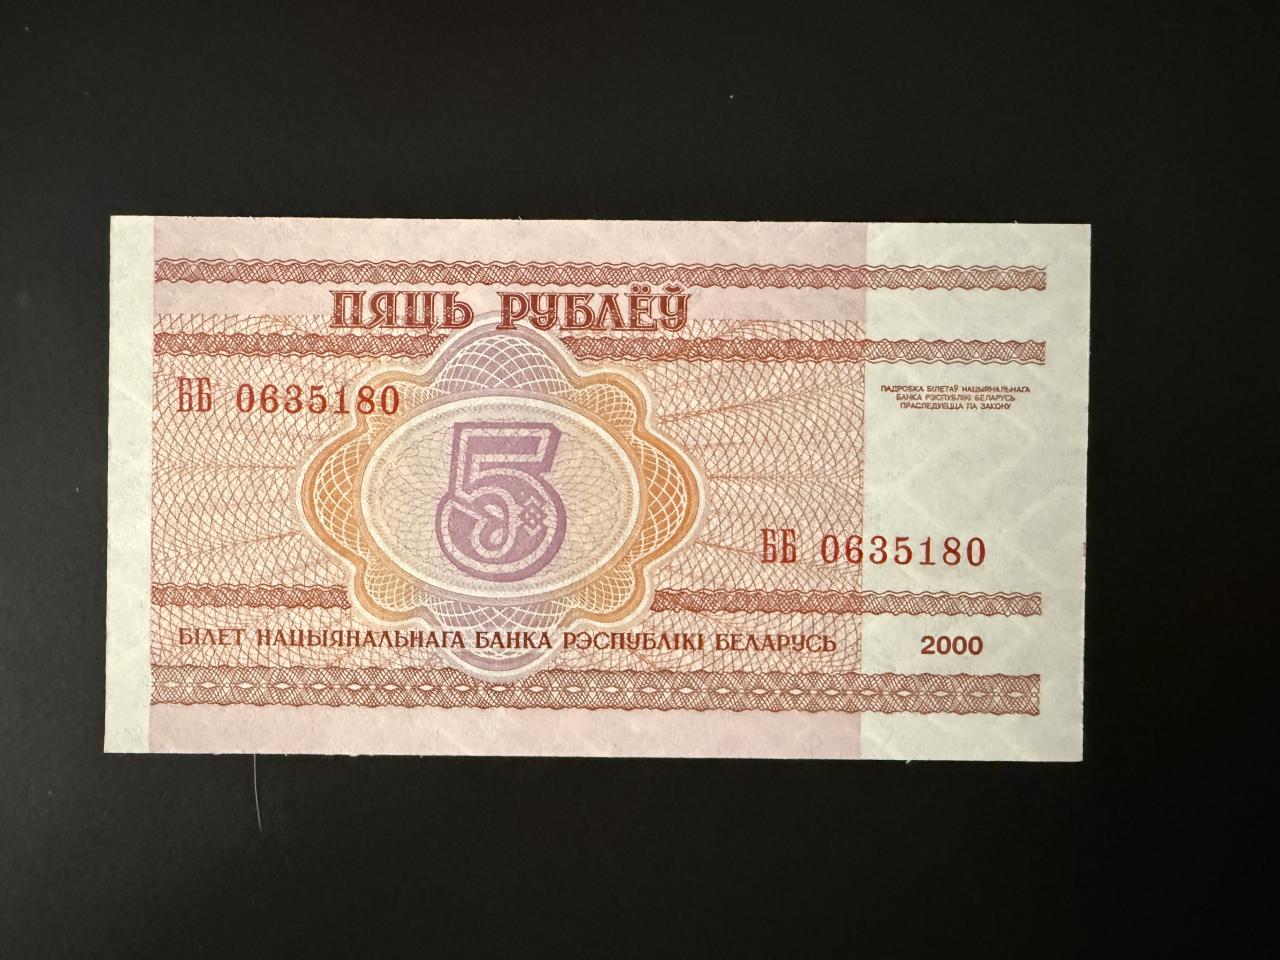 ПЯЦЬ РУБЛЁЎ
ББ 0635180
ПАДРОБКА БІЛЕТАЎ НАЦЫЯНАЛЬНАГА
БАНКА РЭСПУБЛІКІ БЕЛАРУСЬ
ПРАСЛЕДУЕЦЦА ПА ЗАКОНУ
5
ББ 0635180
БІЛЕТ НАЦЫЯНАЛЬНАГА БАНКА РЭСПУБЛІКІ БЕЛАРУСЬ
2000